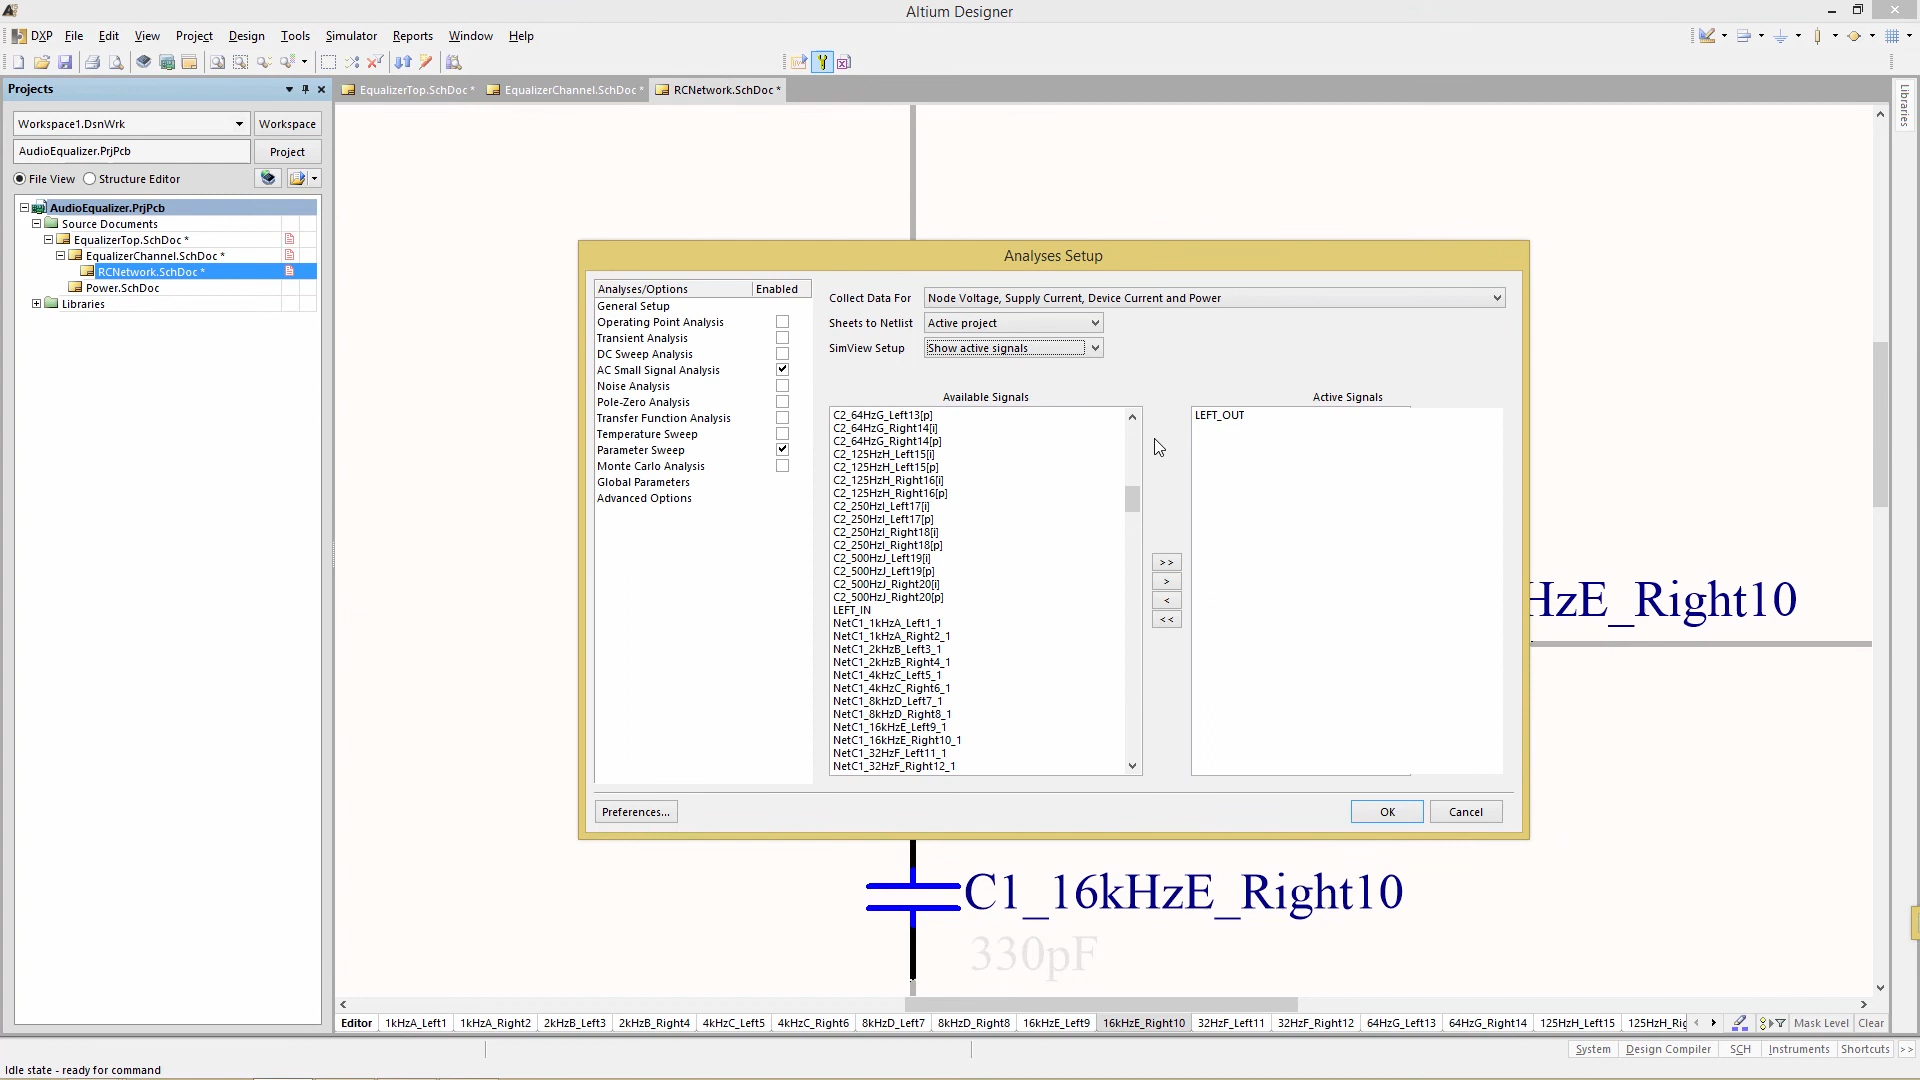 Altium Designer
DXP File Edit View Project Design Tools Simulator Reports Window Help
Projects
EqualizerTop.SchDoc * EqualizerChannel.SchDoc * RCNetwork.SchDoc *
Libraries
Workspace1.DsnWrk Workspace
AudioEqualizer.PrjPcb Project
File View Structure Editor
AudioEqualizer.PrjPcb
Source Documents
EqualizerTop.SchDoc *
EqualizerChannel.SchDoc *
RCNetwork.SchDoc *
Power.SchDoc
Libraries
Analyses Setup
Analyses/Options Enabled
General Setup
Operating Point Analysis
Transient Analysis
DC Sweep Analysis
AC Small Signal Analysis
Noise Analysis
Pole-Zero Analysis
Transfer Function Analysis
Temperature Sweep
Parameter Sweep
Monte Carlo Analysis
Global Parameters
Advanced Options
Collect Data For Node Voltage, Supply Current, Device Current and Power
Sheets to Netlist Active project
SimView Setup Show active signals
Available Signals
C2_64HzG_Left13[p]
C2_64HzG_Right14[i]
C2_64HzG_Right14[p]
C2_125HzH_Left15[i]
C2_125HzH_Left15[p]
C2_125HzH_Right16[i]
C2_125HzH_Right16[p]
C2_250HzI_Left17[i]
C2_250HzI_Left17[p]
C2_250HzI_Right18[i]
C2_250HzI_Right18[p]
C2_500HzJ_Left19[i]
C2_500HzJ_Left19[p]
C2_500HzJ_Right20[i]
C2_500HzJ_Right20[p]
LEFT_IN
NetC1_1kHzA_Left1_1
NetC1_1kHzA_Right2_1
NetC1_2kHzB_Left3_1
NetC1_2kHzB_Right4_1
NetC1_4kHzC_Left5_1
NetC1_4kHzC_Right6_1
NetC1_8kHzD_Left7_1
NetC1_8kHzD_Right8_1
NetC1_16kHzE_Left9_1
NetC1_16kHzE_Right10_1
NetC1_32HzF_Left11_1
NetC1_32HzF_Right12_1
>>
>
<
<<
Active Signals
LEFT_OUT
Preferences... OK Cancel
HzE_Right10
C1_16kHzE_Right10
330pF
Editor 1kHzA_Left1 1kHzA_Right2 2kHzB_Left3 2kHzB_Right4 4kHzC_Left5 4kHzC_Right6 8kHzD_Left7 8kHzD_Right8 16kHzE_Left9 16kHzE_Right10 32HzF_Left11 32HzF_Right12 64HzG_Left13 64HzG_Right14 125HzH_Left15 125HzH_Rig Mask Level Clear
System Design Compiler SCH Instruments Shortcuts >>
Idle state - ready for command